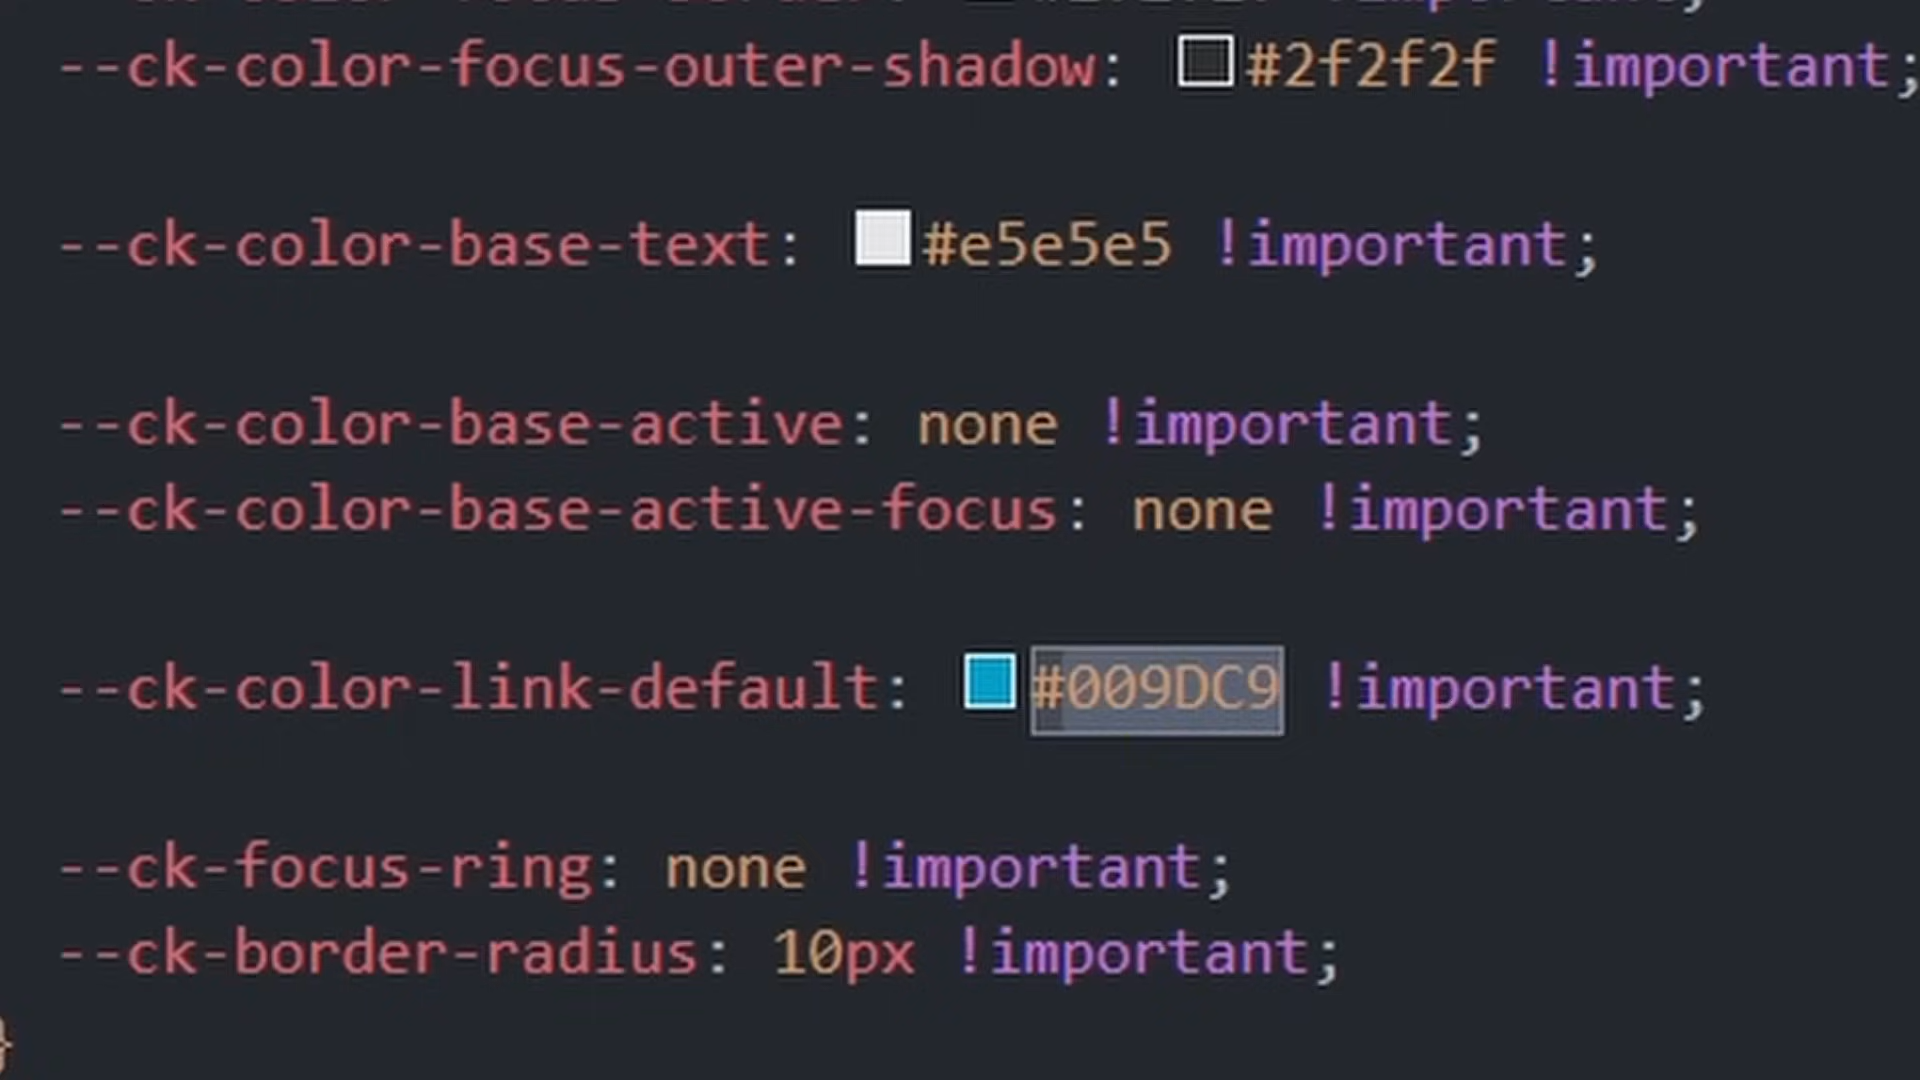 --ck-color-focus-outer-shadow: #2f2f2f !important;
--ck-color-base-text: #e5e5e5 !important;
--ck-color-base-active: none !important;
--ck-color-base-active-focus: none !important;
--ck-color-link-default: #009DC9 !important;
--ck-focus-ring: none !important;
--ck-border-radius: 10px !important;
}